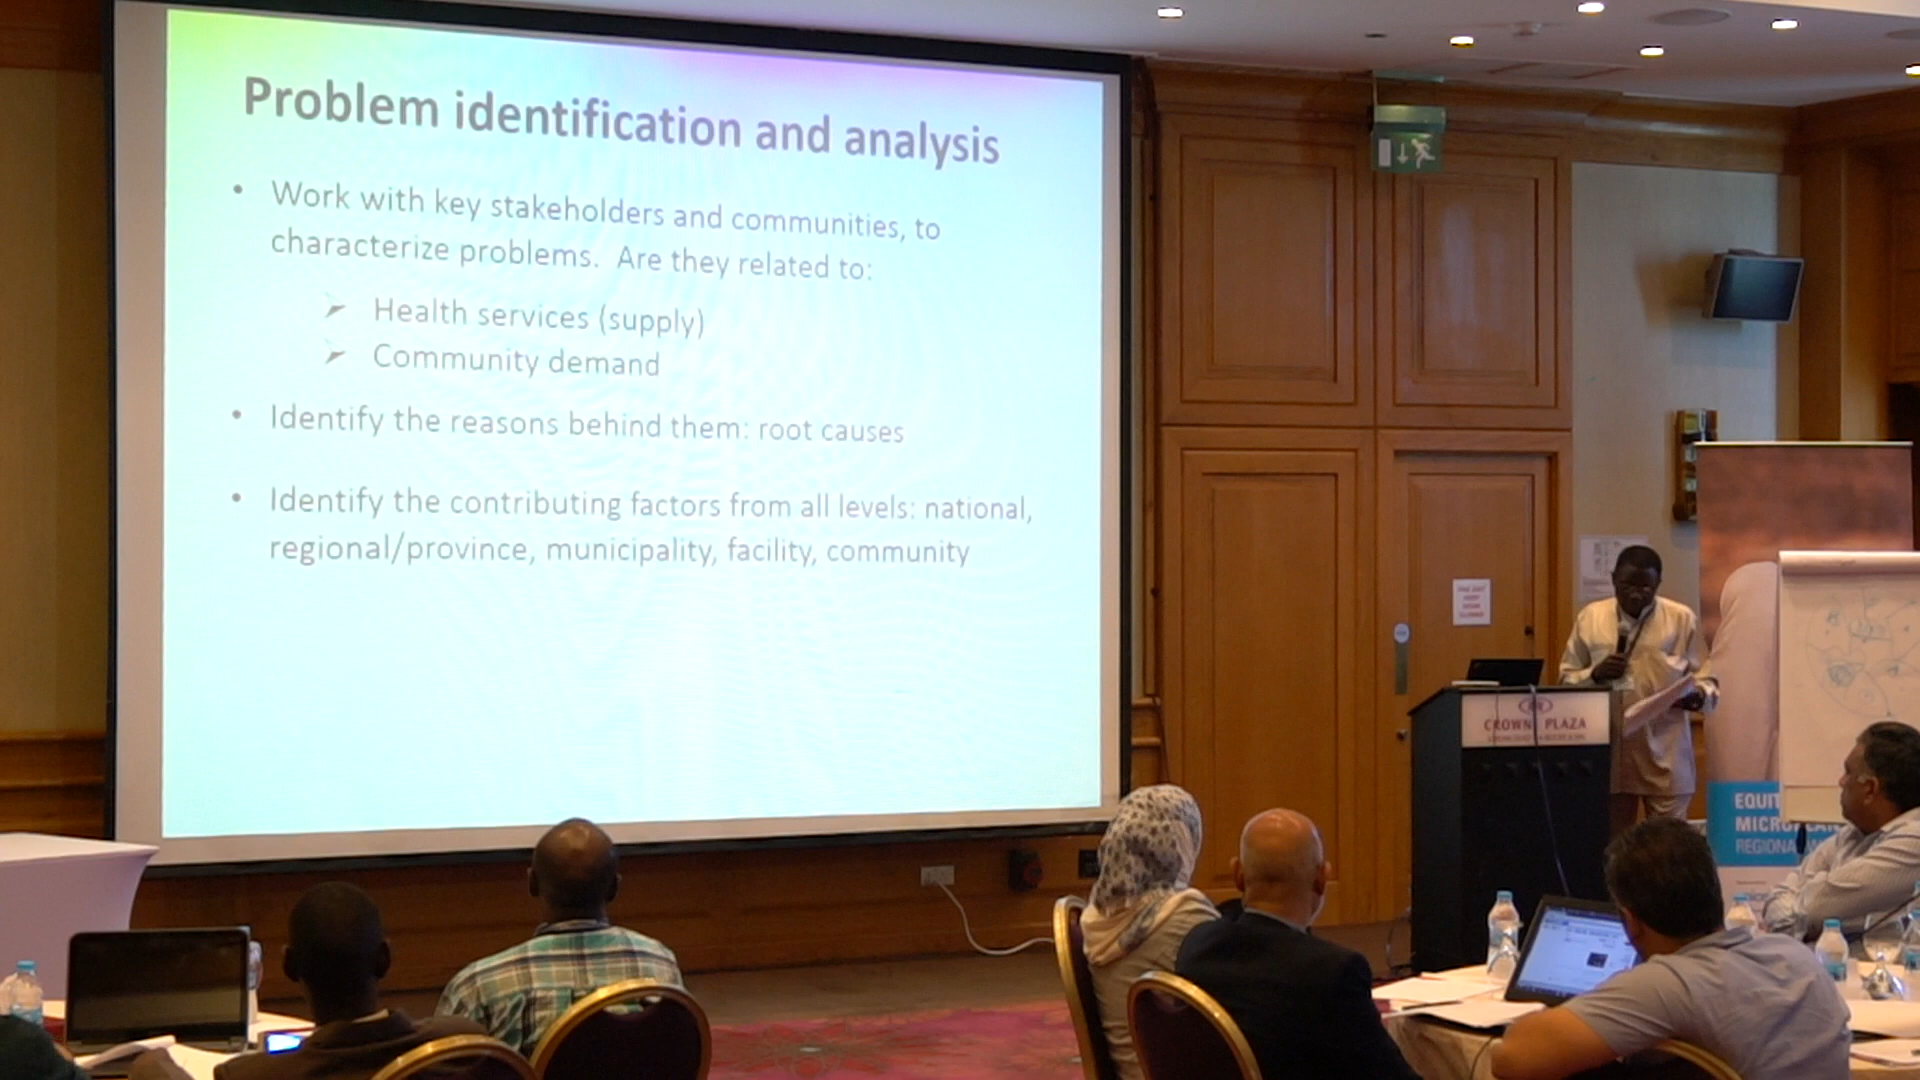 Problem identification and analysis
• Work with key stakeholders and communities, to
characterize problems. Are they related to:
➢ Health services (supply)
➢ Community demand
• Identify the reasons behind them: root causes
• Identify the contributing factors from all levels: national,
regional/province, municipality, facility, community
CROWNE PLAZA
EQUIT
MICRO
REGIONA